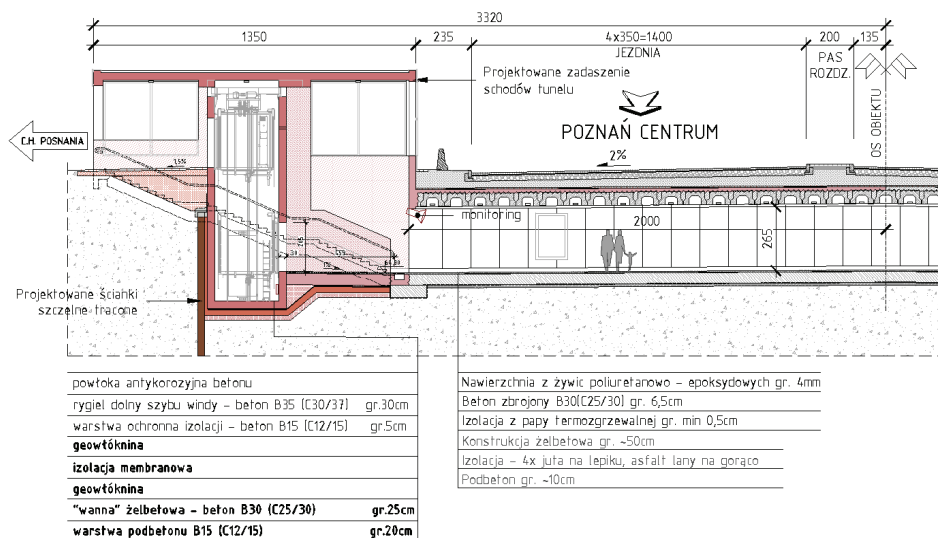 3320
1350
235
4x350=1400
200
135
JEZDNIA
PAS
ROZDZ.
OŚ OBIEKTU
Projektowane zadaszenie
schodów tunelu
POZNAŃ CENTRUM
C.H. POSNANIA
2%
monitoring
2000
265
265
Projektowane ścianki
szczelne tracone
powłoka antykorozyjna betonu
rygiel dolny szybu windy – beton B35 (C30/37) gr.30cm
warstwa ochronna izolacji – beton B15 (C12/15) gr.5cm
geowłóknina
izolacja membranowa
geowłóknina
"wanna" żelbetowa – beton B30 (C25/30) gr.25cm
warstwa podbetonu B15 (C12/15) gr.20cm
Nawierzchnia z żywic poliuretanowo – epoksydowych gr. 4mm
Beton zbrojony B30(C25/30) gr. 6,5cm
Izolacja z papy termozgrzewalnej gr. min 0,5cm
Konstrukcja żelbetowa gr. ~50cm
Izolacja – 4x juta na lepiku, asfalt lany na gorąco
Podbeton gr. ~10cm